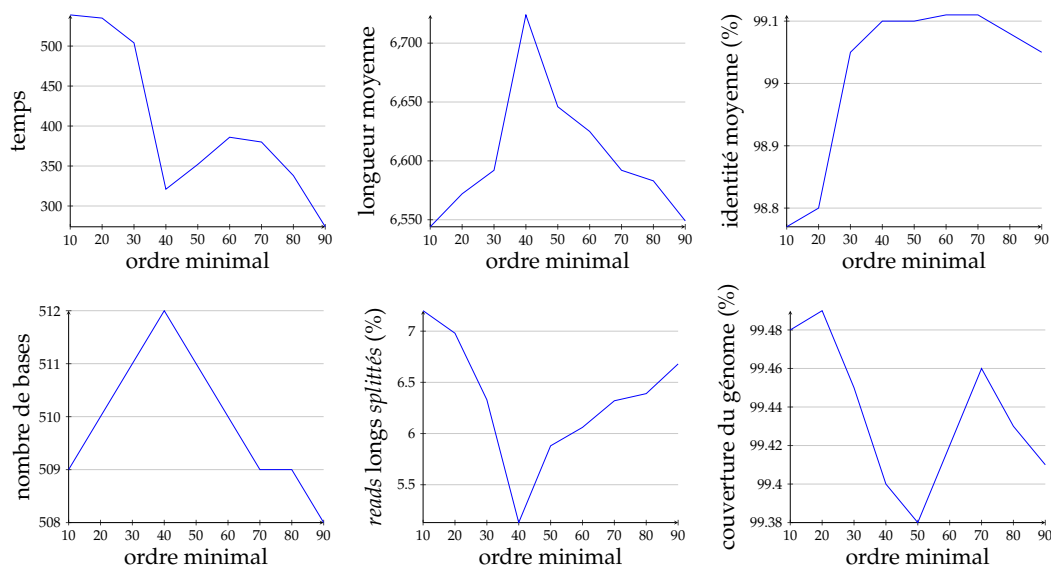 500
450
400
350
300
10 20 30 40 50 60 70 80 90
temps
ordre minimal
6,700
6,650
6,600
6,550
10 20 30 40 50 60 70 80 90
longueur moyenne
ordre minimal
99.1
99
98.9
98.8
10 20 30 40 50 60 70 80 90
identité moyenne (%)
ordre minimal
512
511
510
509
508
10 20 30 40 50 60 70 80 90
nombre de bases
ordre minimal
7
6.5
6
5.5
10 20 30 40 50 60 70 80 90
reads longs splittés (%)
ordre minimal
99.48
99.46
99.44
99.42
99.4
99.38
10 20 30 40 50 60 70 80 90
couverture du génome (%)
ordre minimal